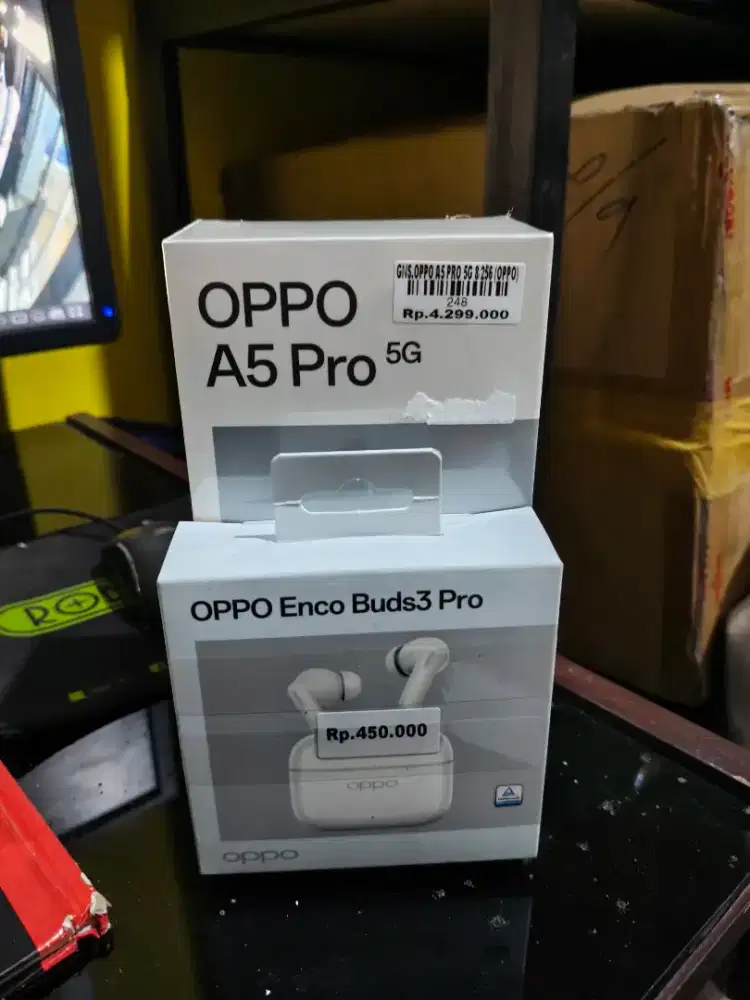 OPPO
A5 Pro 5G
GNS.OPPO A5 PRO 5G 8.256 (OPPO)
248
Rp.4.299.000
OPPO Enco Buds3 Pro
Rp.450.000
oppo
oppo